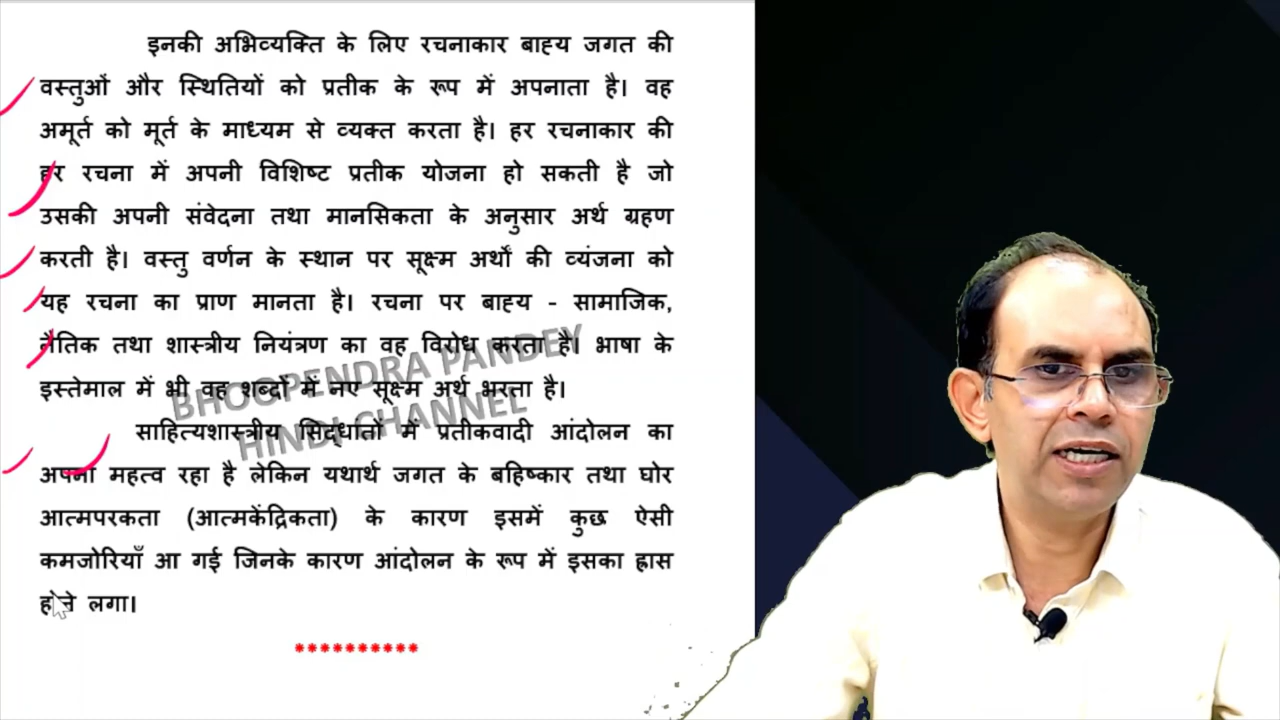 इनकी अभिव्यक्ति के लिए रचनाकार बाह्य जगत की
वस्तुओं और स्थितियों को प्रतीक के रूप में अपनाता है। वह
अमूर्त को मूर्त के माध्यम से व्यक्त करता है। हर रचनाकार की
हर रचना में अपनी विशिष्ट प्रतीक योजना हो सकती है जो
उसकी अपनी संवेदना तथा मानसिकता के अनुसार अर्थ ग्रहण
करती है। वस्तु वर्णन के स्थान पर सूक्ष्म अर्थों की व्यंजना को
यह रचना का प्राण मानता है। रचना पर बाह्य - सामाजिक,
नैतिक तथा शास्त्रीय नियंत्रण का वह विरोध करता है। भाषा के
इस्तेमाल में भी वह शब्दों में नए सूक्ष्म अर्थ भरता है।
BHOOPENDRA PANDEY
HINDI CHANNEL
साहित्यशास्त्रीय सिद्धांतों में प्रतीकवादी आंदोलन का
अपना महत्व रहा है लेकिन यथार्थ जगत के बहिष्कार तथा घोर
आत्मपरकता (आत्मकेंद्रिकता) के कारण इसमें कुछ ऐसी
कमजोरियाँ आ गई जिनके कारण आंदोलन के रूप में इसका ह्रास
होने लगा।
**********